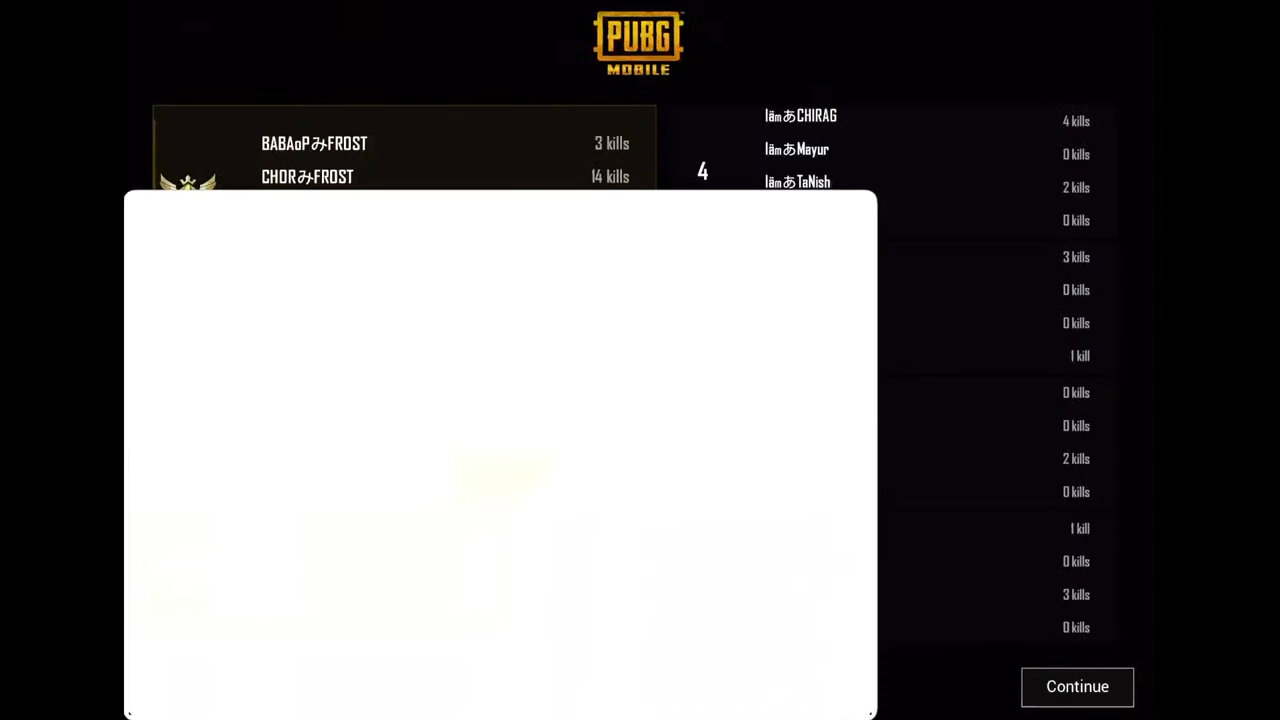 PUBG
MOBILE
BABAoPみFROST 3 kills
CHORみFROST 14 kills
4
lämあCHIRAG 4 kills
lämあMayur 0 kills
lämあTaNish 2 kills
0 kills
3 kills
0 kills
0 kills
1 kill
0 kills
0 kills
2 kills
0 kills
1 kill
0 kills
3 kills
0 kills
Continue